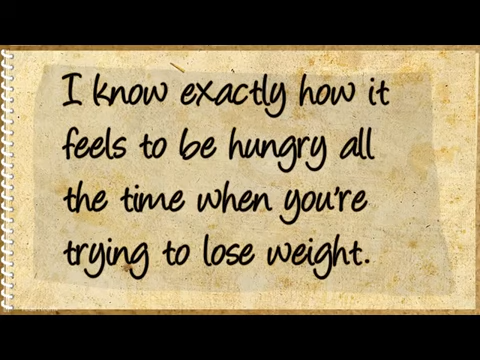 I know exactly how it
feels to be hungry all
the time when you're
trying to lose weight.